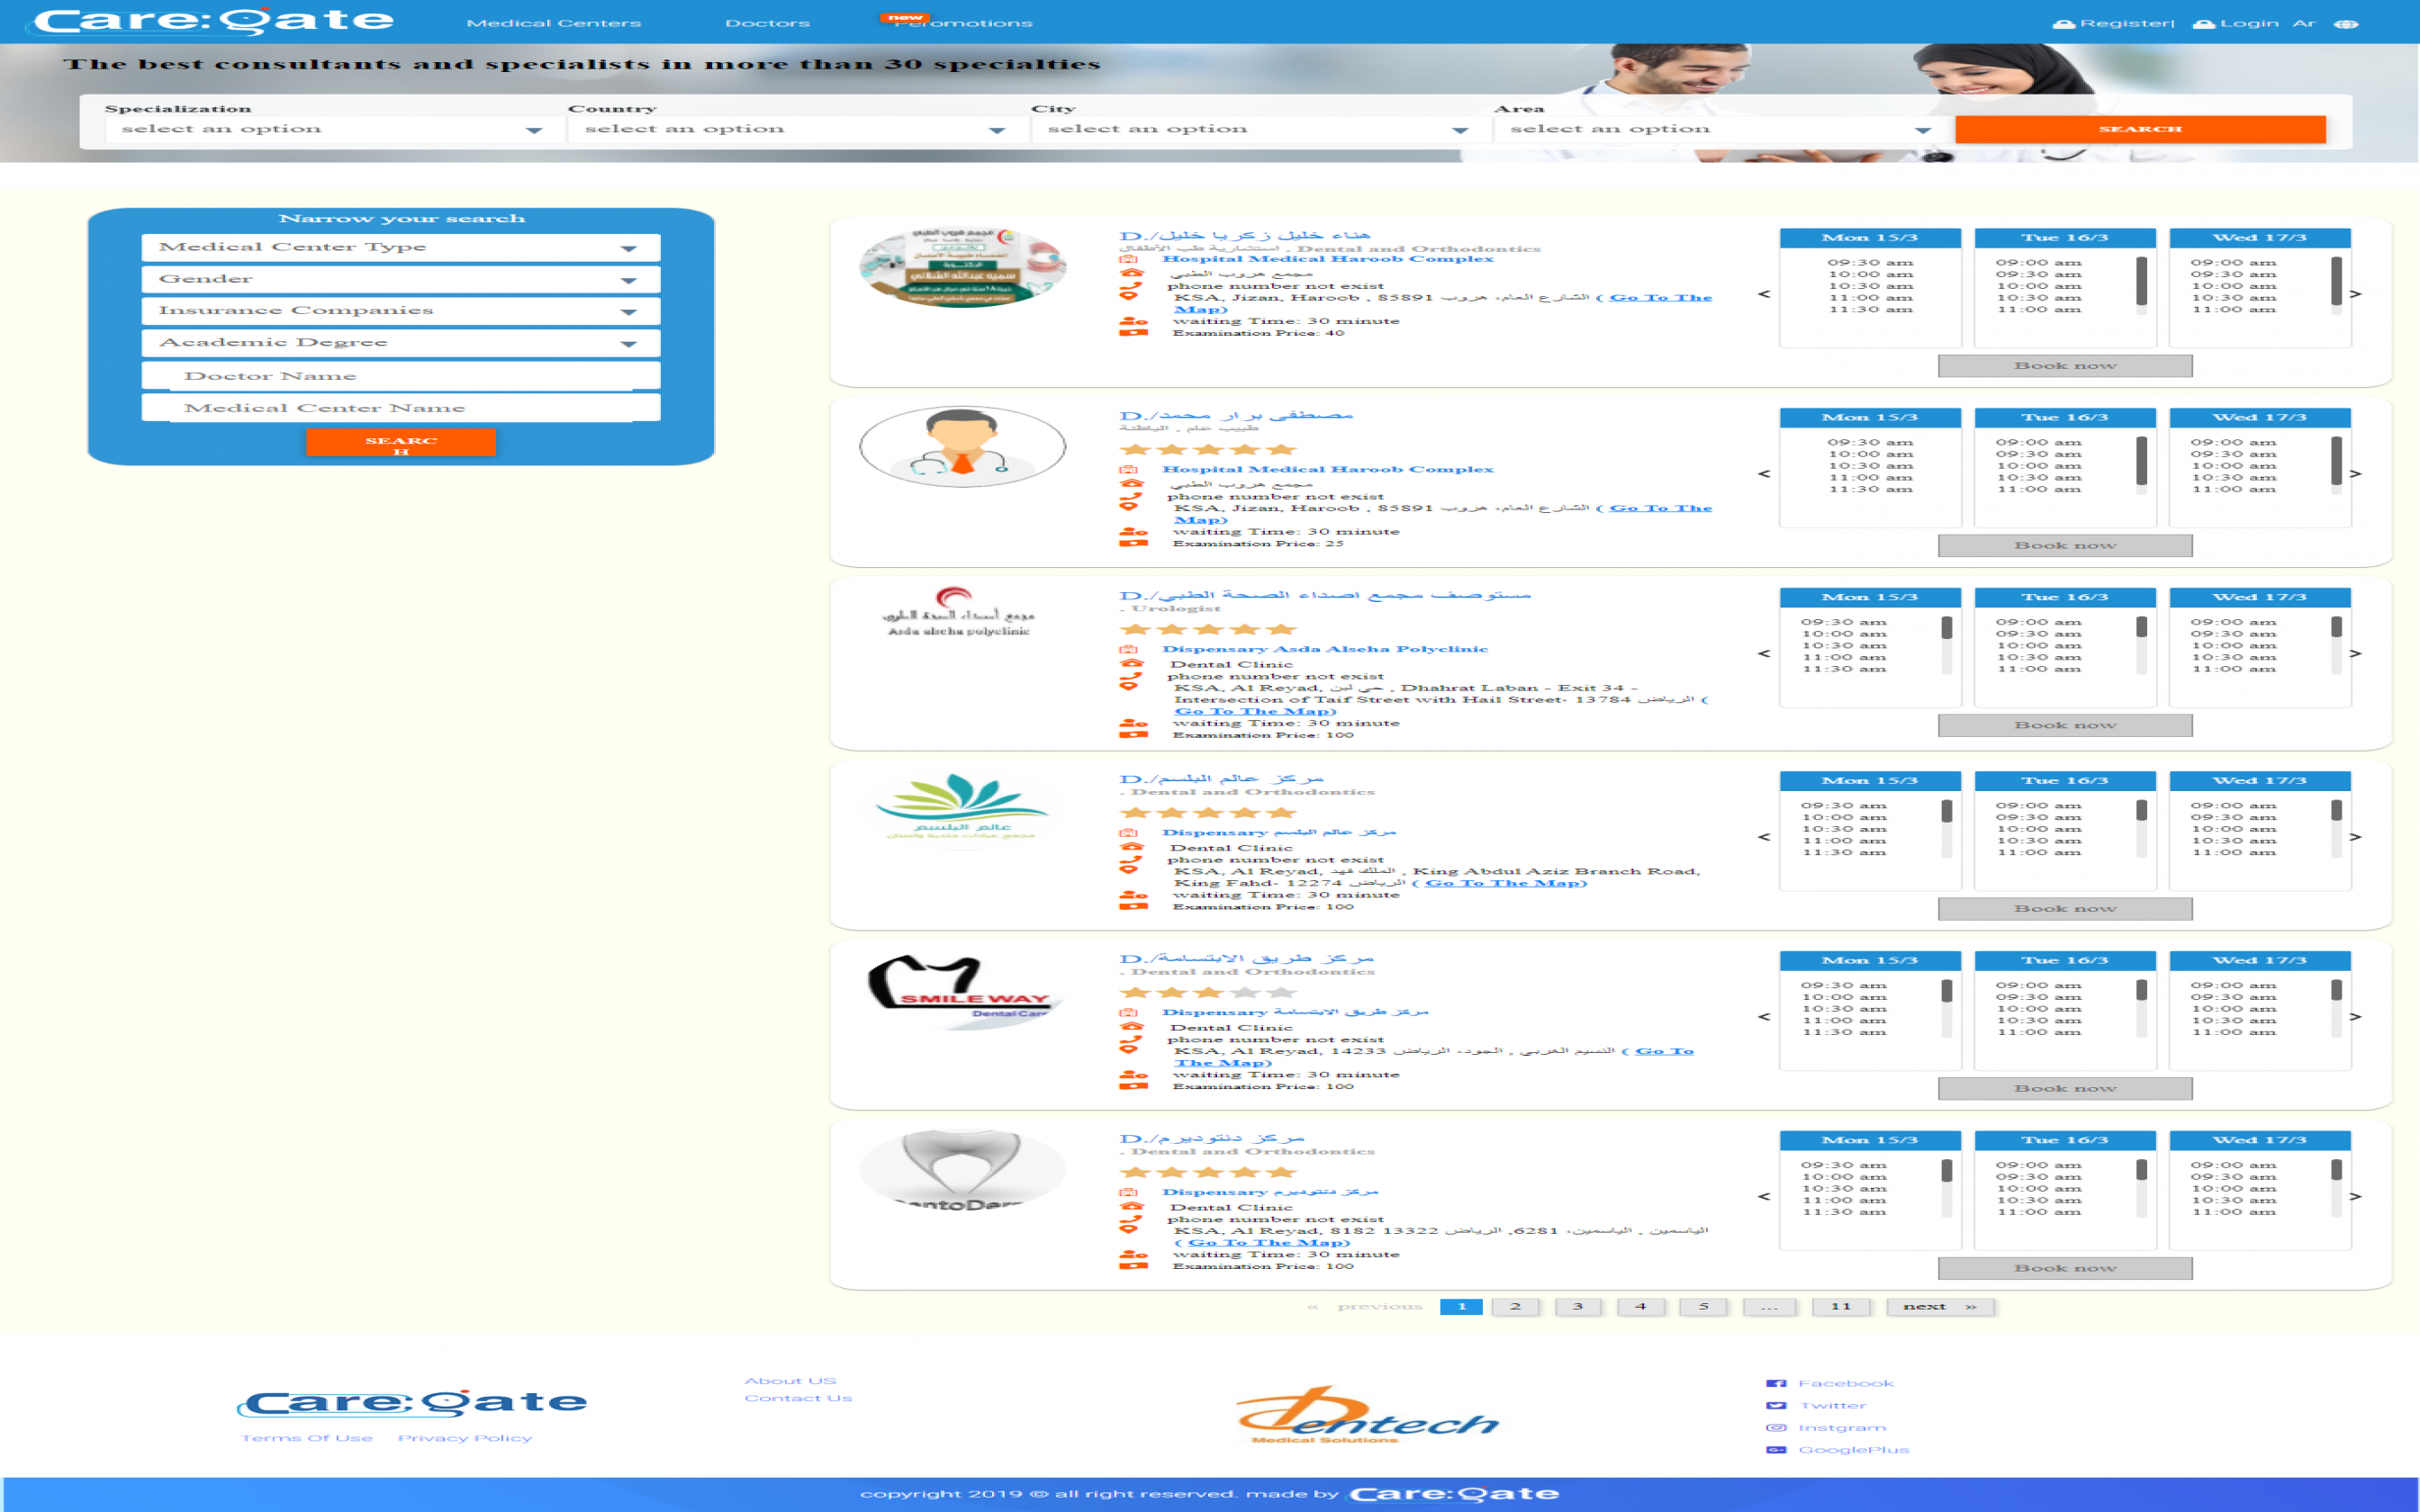 Care:gate
Medical Centers
Doctors
new
Peromotions
Register|
Login
Ar
The best consultants and specialists in more than 30 specialties
Specialization
Country
City
Area
select an option
select an option
select an option
select an option
SEARCH
Narrow your search
Medical Center Type
Gender
Insurance Companies
Academic Degree
Doctor Name
Medical Center Name
SEARC
H
D./هناء خليل زكريا خليل
استشارية طب الأطفال , Dental and Orthodontics
Hospital Medical Haroob Complex
مجمع هروب الطبي
phone number not exist
KSA, Jizan, Haroob , 85891 الشارع العام، هروب ( Go To The
Map)
waiting Time: 30 minute
Examination Price: 40
Mon 15/3
09:30 am
10:00 am
10:30 am
11:00 am
11:30 am
Tue 16/3
09:00 am
09:30 am
10:00 am
10:30 am
11:00 am
Wed 17/3
09:00 am
09:30 am
10:00 am
10:30 am
11:00 am
< >
Book now
D./مصطفى برار محمد
طبيب عام , الباطنة
Hospital Medical Haroob Complex
مجمع هروب الطبي
phone number not exist
KSA, Jizan, Haroob , 85891 الشارع العام، هروب ( Go To The
Map)
waiting Time: 30 minute
Examination Price: 25
Mon 15/3
09:30 am
10:00 am
10:30 am
11:00 am
11:30 am
Tue 16/3
09:00 am
09:30 am
10:00 am
10:30 am
11:00 am
Wed 17/3
09:00 am
09:30 am
10:00 am
10:30 am
11:00 am
< >
Book now
Asda alseha polyclinic
D./مستوصف مجمع اصداء الصحة الطبي
, Urologist
Dispensary Asda Alseha Polyclinic
Dental Clinic
phone number not exist
KSA, Al Reyad, حي لبن , Dhahrat Laban - Exit 34 -
Intersection of Taif Street with Hail Street- 13784 الرياض (
Go To The Map)
waiting Time: 30 minute
Examination Price: 100
Mon 15/3
09:30 am
10:00 am
10:30 am
11:00 am
11:30 am
Tue 16/3
09:00 am
09:30 am
10:00 am
10:30 am
11:00 am
Wed 17/3
09:00 am
09:30 am
10:00 am
10:30 am
11:00 am
< >
Book now
عالم البلسم
D./مركز عالم البلسم
, Dental and Orthodontics
Dispensary مركز عالم البلسم
Dental Clinic
phone number not exist
KSA, Al Reyad, الملك فهد , King Abdul Aziz Branch Road,
King Fahd- 12274 الرياض ( Go To The Map)
waiting Time: 30 minute
Examination Price: 100
Mon 15/3
09:30 am
10:00 am
10:30 am
11:00 am
11:30 am
Tue 16/3
09:00 am
09:30 am
10:00 am
10:30 am
11:00 am
Wed 17/3
09:00 am
09:30 am
10:00 am
10:30 am
11:00 am
< >
Book now
SMILE WAY
Dental Care
D./مركز طريق الابتسامة
, Dental and Orthodontics
Dispensary مركز طريق الابتسامة
Dental Clinic
phone number not exist
KSA, Al Reyad, 14233 النسيم الغربي , الجود، الرياض ( Go To
The Map)
waiting Time: 30 minute
Examination Price: 100
Mon 15/3
09:30 am
10:00 am
10:30 am
11:00 am
11:30 am
Tue 16/3
09:00 am
09:30 am
10:00 am
10:30 am
11:00 am
Wed 17/3
09:00 am
09:30 am
10:00 am
10:30 am
11:00 am
< >
Book now
D./مركز دنتوديرم
, Dental and Orthodontics
Dispensary مركز دنتوديرم
Dental Clinic
phone number not exist
KSA, Al Reyad, 8182 13322 الياسمين , الياسمين، 6281, الرياض
( Go To The Map)
waiting Time: 30 minute
Examination Price: 100
Mon 15/3
09:30 am
10:00 am
10:30 am
11:00 am
11:30 am
Tue 16/3
09:00 am
09:30 am
10:00 am
10:30 am
11:00 am
Wed 17/3
09:00 am
09:30 am
10:00 am
10:30 am
11:00 am
< >
Book now
« previous 1 2 3 4 5 ... 11 next »
Care:gate
Terms Of Use
Privacy Policy
About US
Contact Us
Dentech
Medical Solutions
Facebook
Twitter
Instgram
GooglePlus
copyright 2019 © all right reserved. made by Care:gate